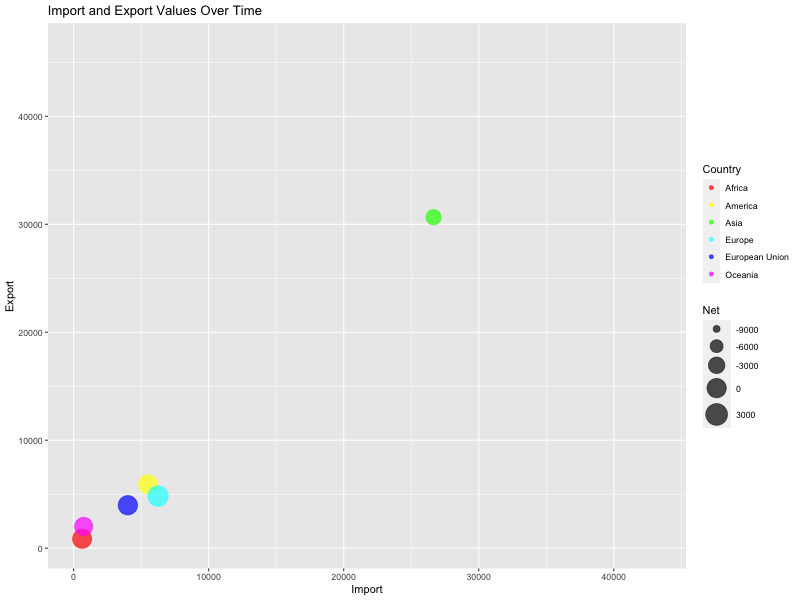 Import and Export Values Over Time
Export
40000
30000
20000
10000
0
0
10000
20000
30000
40000
Import
Country
Africa
America
Asia
Europe
European Union
Oceania
Net
-9000
-6000
-3000
0
3000